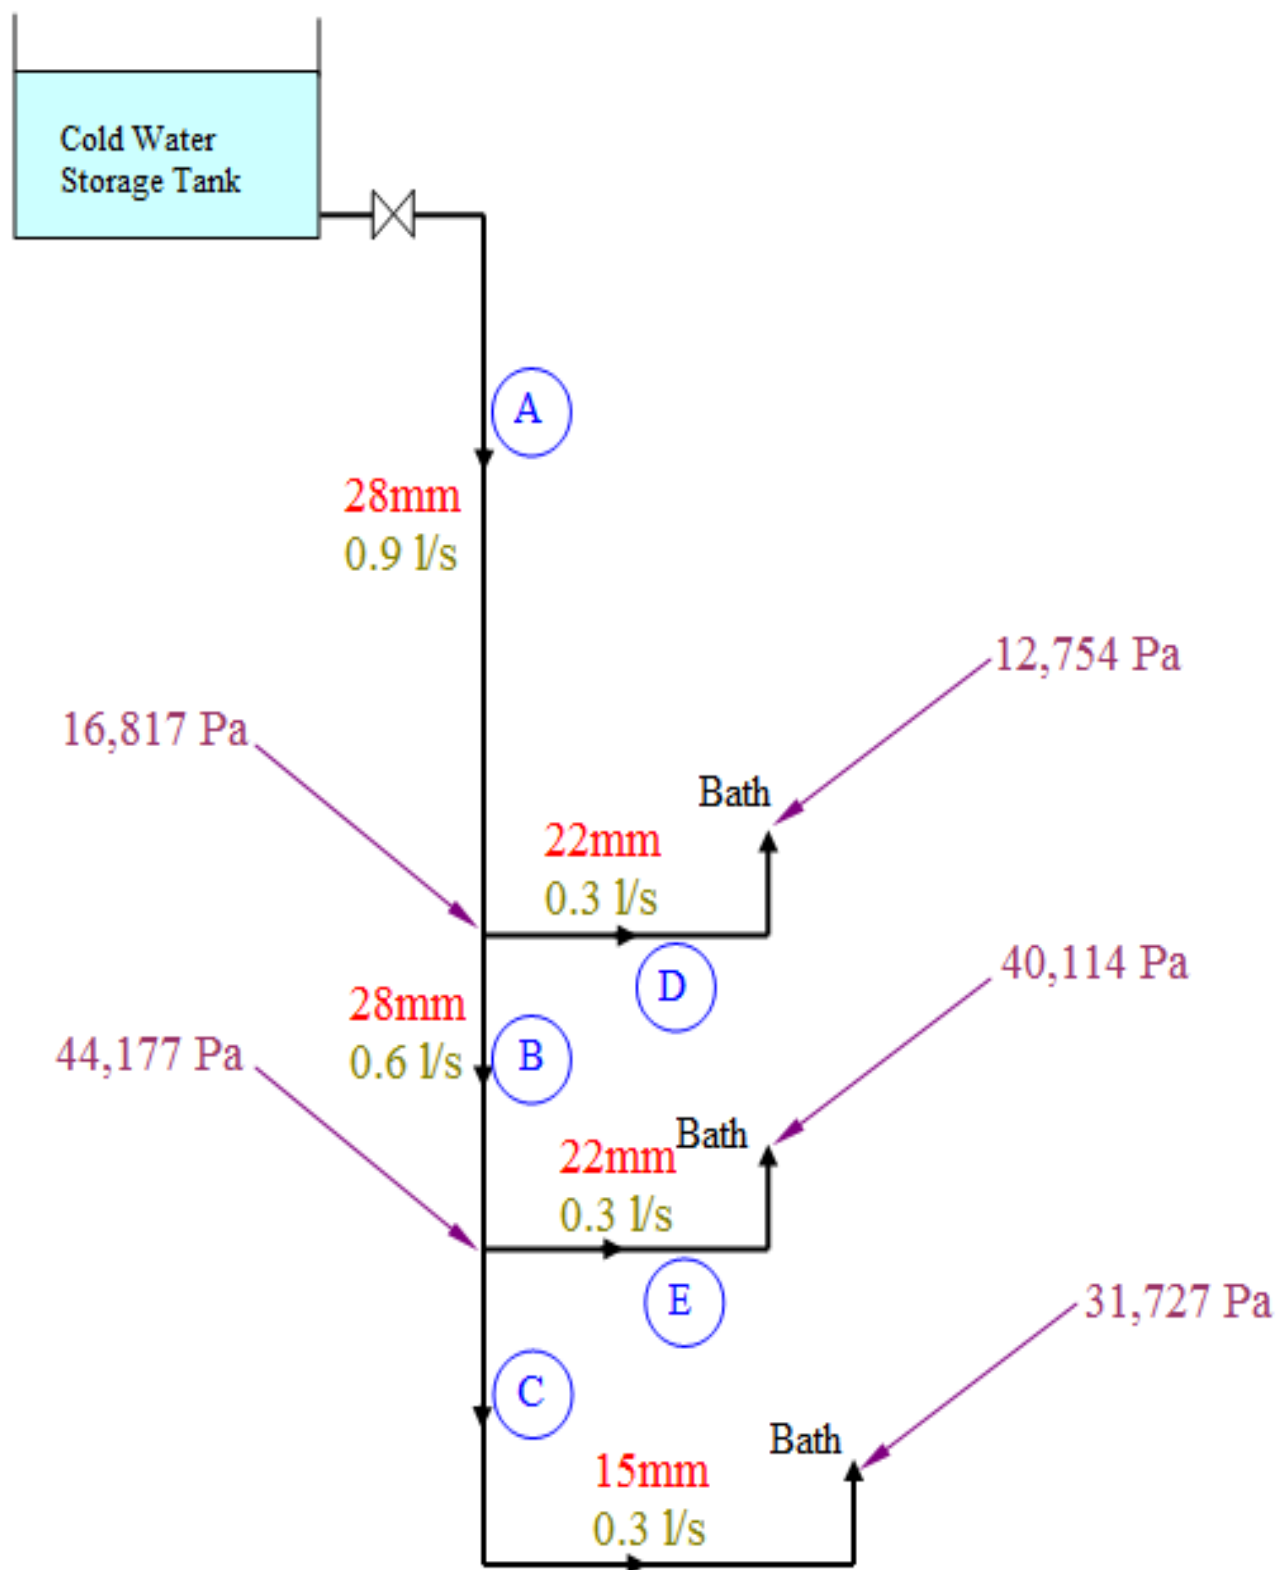 Cold Water
Storage Tank
A
28mm
0.9 l/s
12,754 Pa
16,817 Pa
Bath
22mm
0.3 l/s
D
40,114 Pa
28mm
0.6 l/s
B
44,177 Pa
Bath
22mm
0.3 l/s
E
31,727 Pa
C
Bath
15mm
0.3 l/s